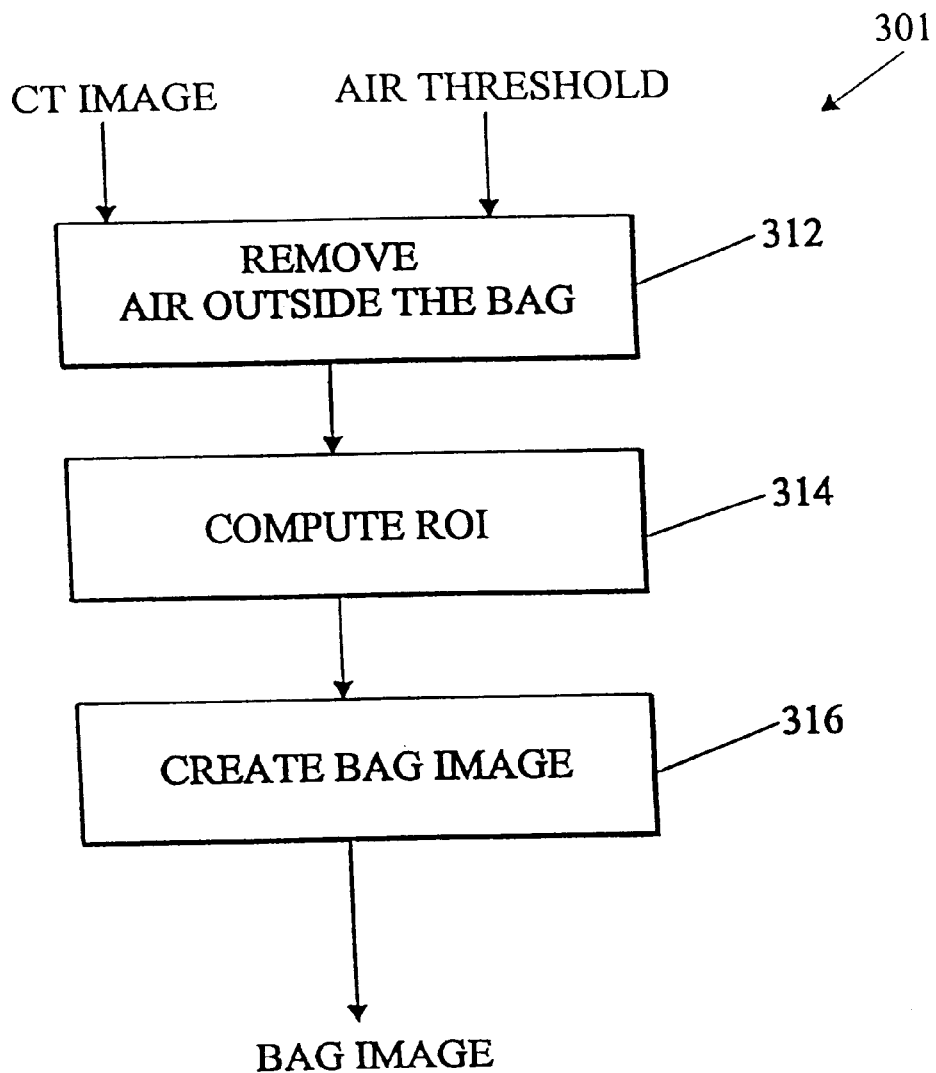 301
CT IMAGE
AIR THRESHOLD
REMOVE
AIR OUTSIDE THE BAG
312
COMPUTE ROI
314
CREATE BAG IMAGE
316
BAG IMAGE